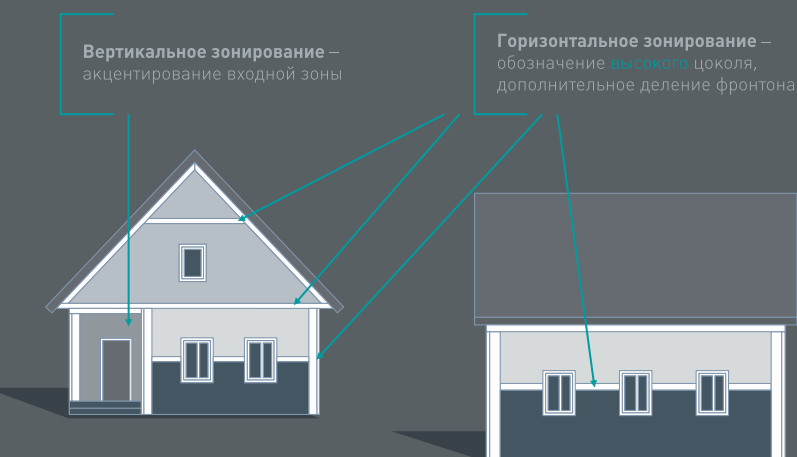 Вертикальное зонирование –
акцентирование входной зоны
Горизонтальное зонирование –
обозначение высокого цоколя,
дополнительное деление фронтона